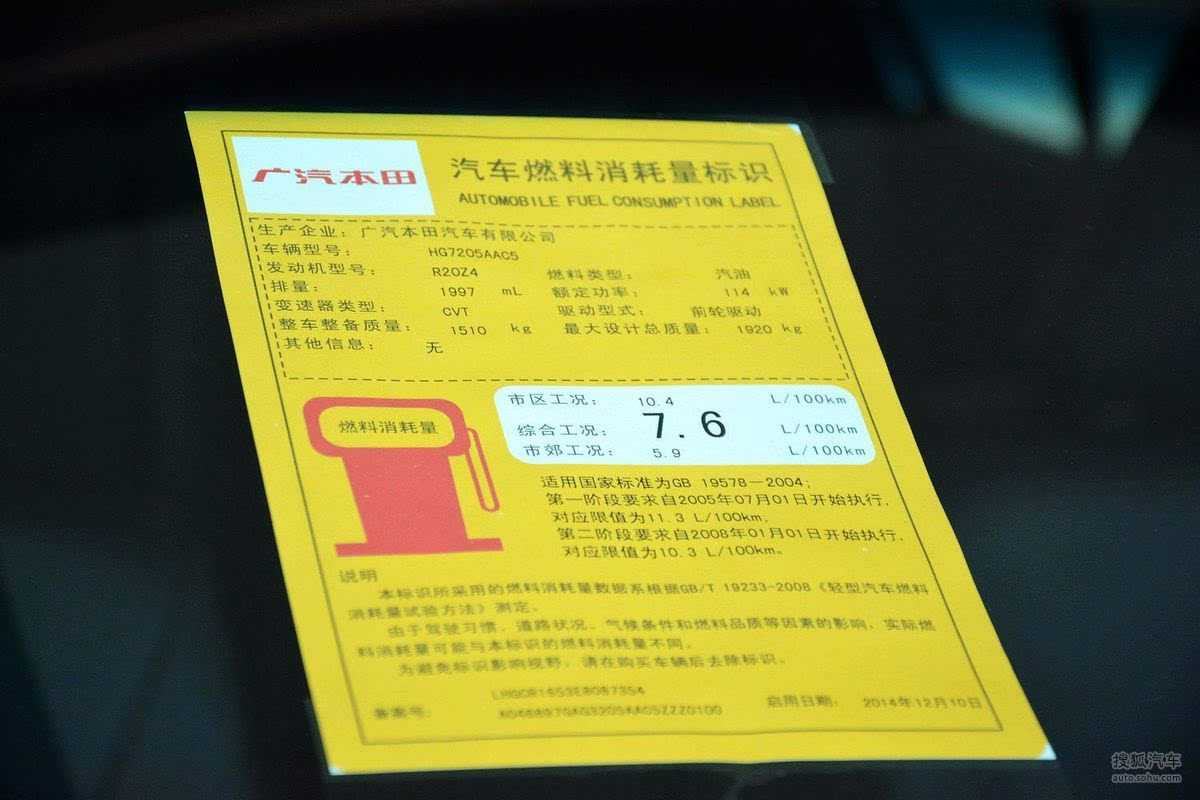 广汽本田
汽车燃料消耗量标识
AUTOMOBILE FUEL CONSUMPTION LABEL
生产企业: 广汽本田汽车有限公司
车辆型号: HG7205AAC5
发动机型号: R20Z4 燃料类型: 汽油
排量: 1997 mL 额定功率: 114 kW
变速器类型: CVT 驱动型式: 前轮驱动
整车整备质量: 1510 kg 最大设计总质量: 1920 kg
其他信息: 无
燃料消耗量
市区工况: 10.4 L/100km
综合工况: 7.6 L/100km
市郊工况: 5.9 L/100km
适用国家标准为GB 19578-2004;
第一阶段要求自2005年07月01日开始执行,
对应限值为11.3 L/100km;
第二阶段要求自2008年01月01日开始执行,
对应限值为10.3 L/100km。
说明
本标识所采用的燃料消耗量数据系根据GB/T 19233-2008《轻型汽车燃料
消耗量试验方法》测定。
由于驾驶习惯、道路状况、气候条件和燃料品质等因素的影响,实际燃
料消耗量可能与本标识的燃料消耗量不同。
为避免标识影响视野,请在购买车辆后去除标识。
备案号: 启用日期: 2014年12月10日
搜狐汽车
auto.sohu.com